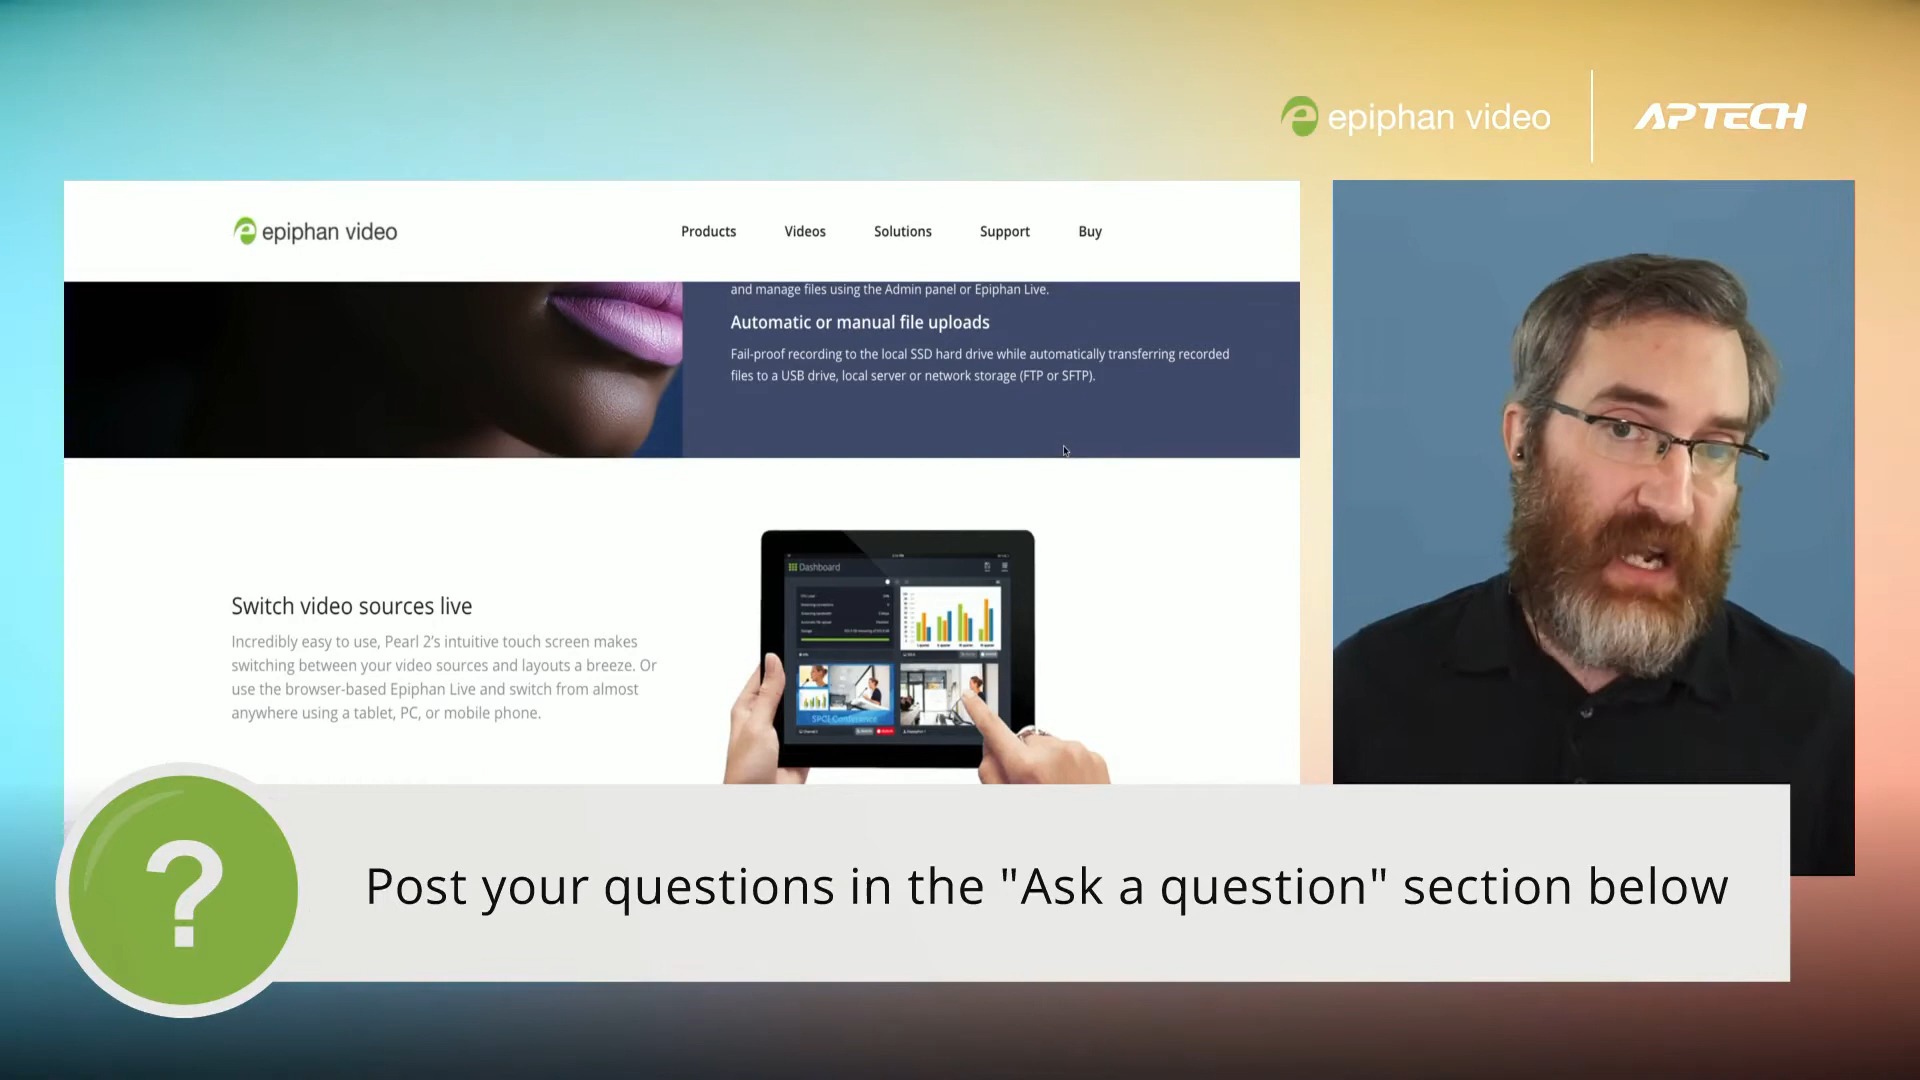 epiphan video
APTECH
epiphan video
Products
Videos
Solutions
Support
Buy
and manage files using the Admin panel or Epiphan Live.
Automatic or manual file uploads
Fail-proof recording to the local SSD hard drive while automatically transferring recorded
files to a USB drive, local server or network storage (FTP or SFTP).
Dashboard
Switch video sources live
Incredibly easy to use, Pearl 2's intuitive touch screen makes
switching between your video sources and layouts a breeze. Or
use the browser-based Epiphan Live and switch from almost
anywhere using a tablet, PC, or mobile phone.
?
Post your questions in the "Ask a question" section below